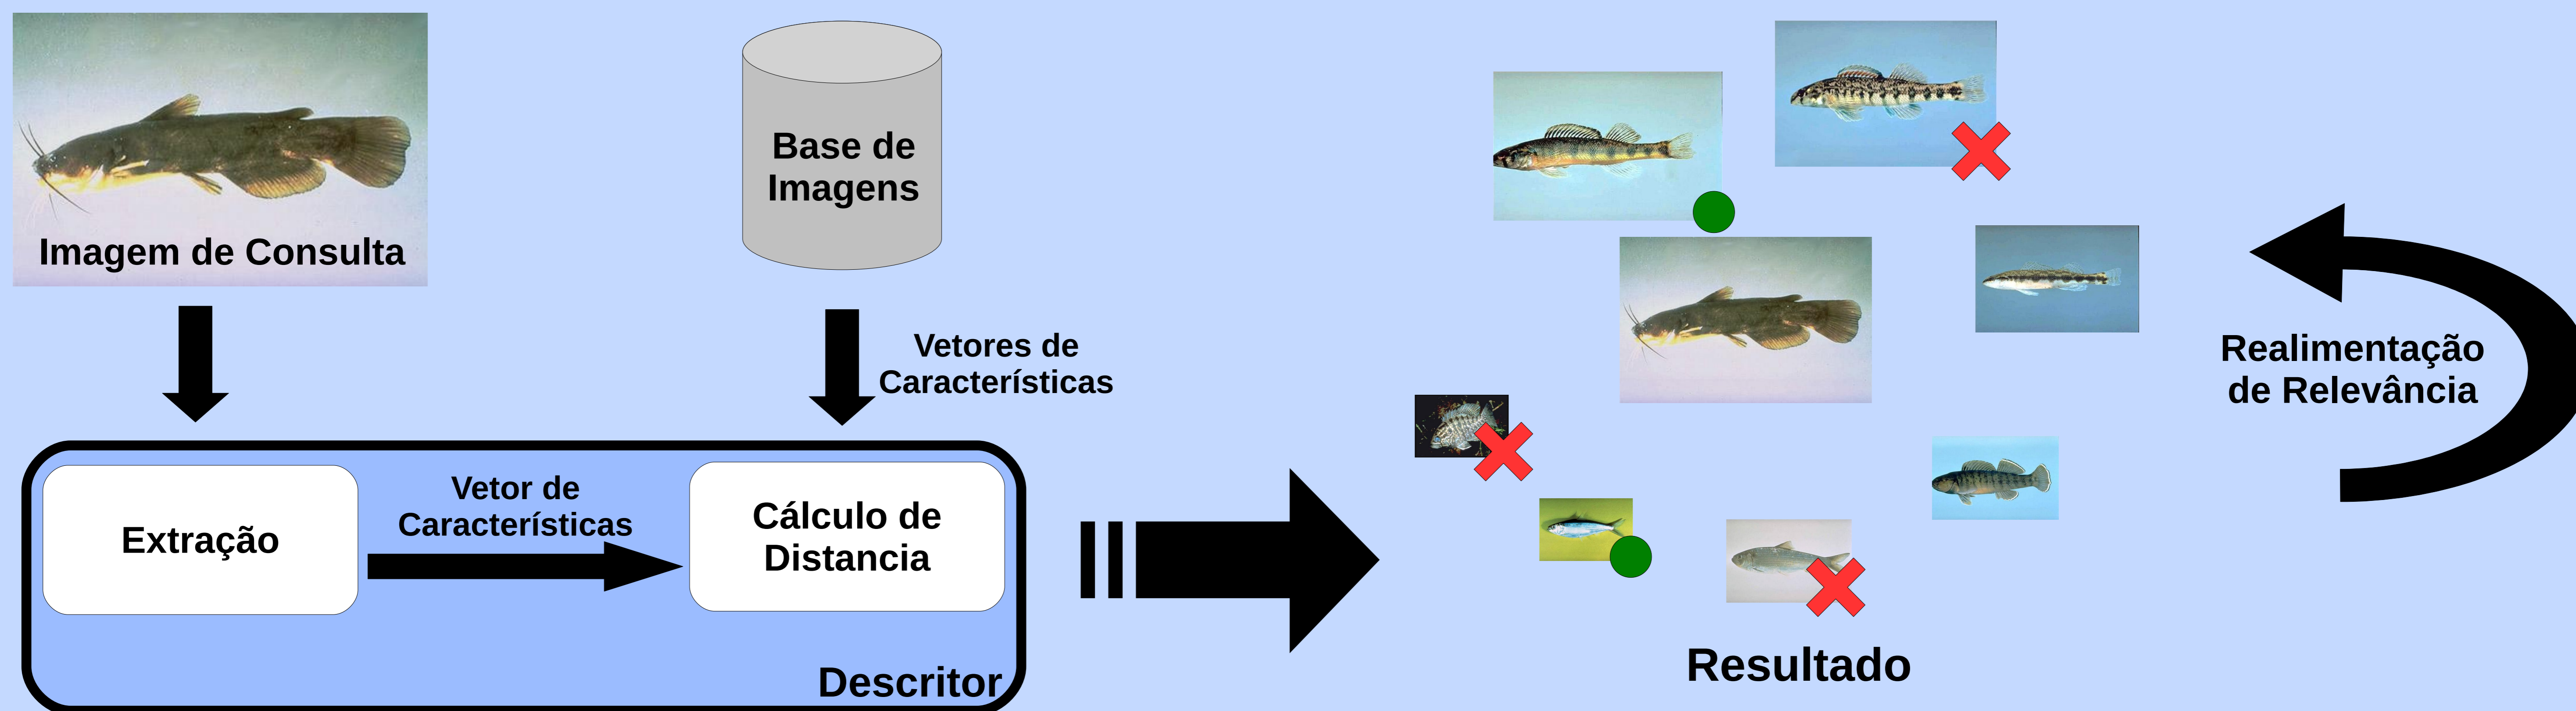 Imagem de Consulta
Base de
Imagens
Vetores de
Características
Extração
Vetor de
Características
Cálculo de
Distancia
Descritor
Resultado
Realimentação
de Relevância